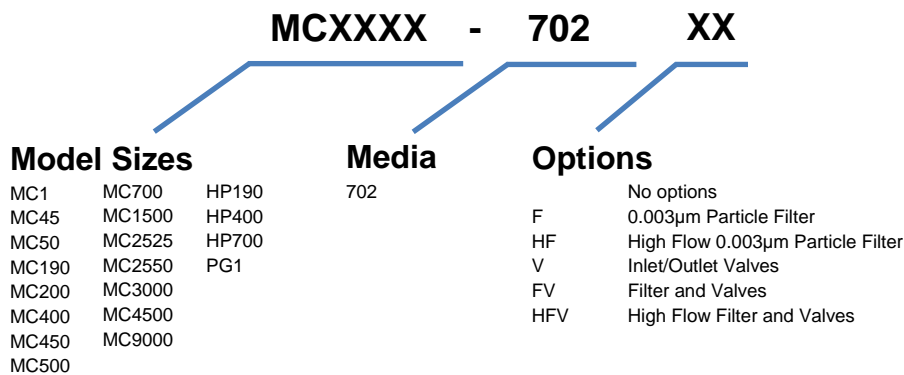 MCXXXX - 702 XX
Model Sizes
MC1
MC45
MC50
MC190
MC200
MC400
MC450
MC500
MC700
MC1500
MC2525
MC2550
MC3000
MC4500
MC9000
HP190
HP400
HP700
PG1
Media
702
Options
No options
F 0.003µm Particle Filter
HF High Flow 0.003µm Particle Filter
V Inlet/Outlet Valves
FV Filter and Valves
HFV High Flow Filter and Valves